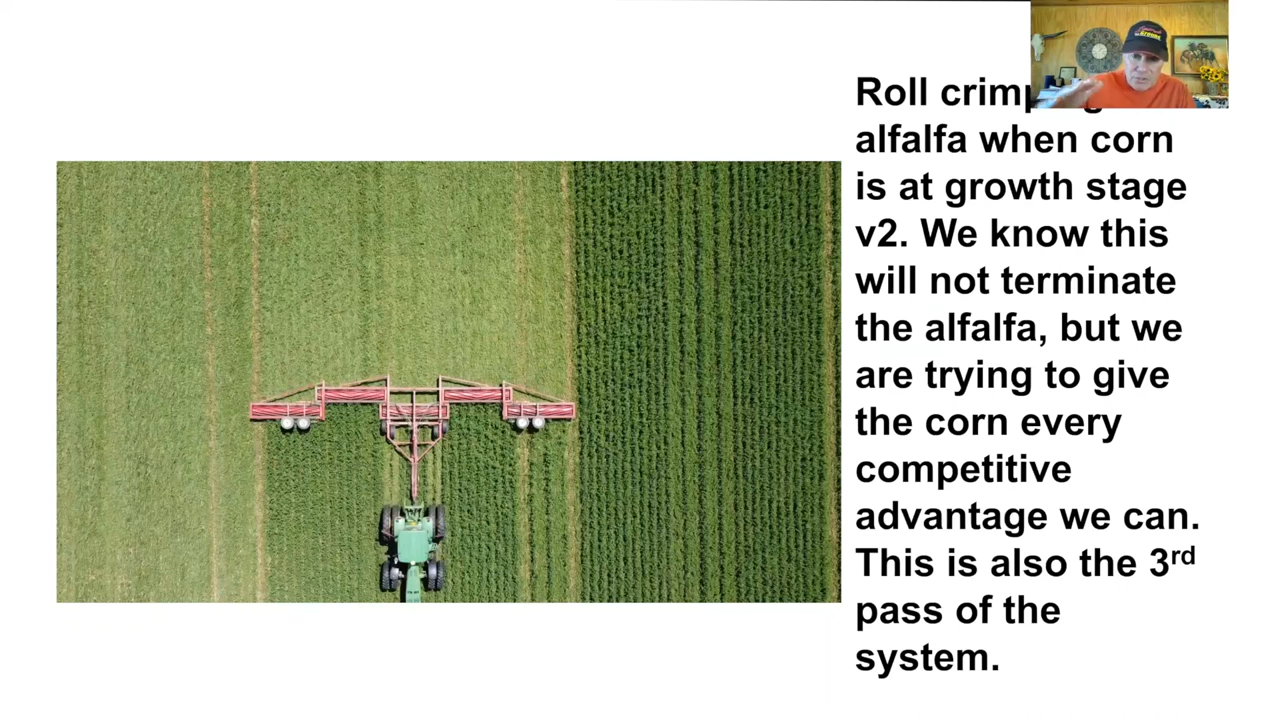 Roll
alfalfa when corn
is at growth stage
v2. We know this
will not terminate
the alfalfa, but we
are trying to give
the corn every
competitive
advantage we can.
This is also the 3rd
pass of the
system.